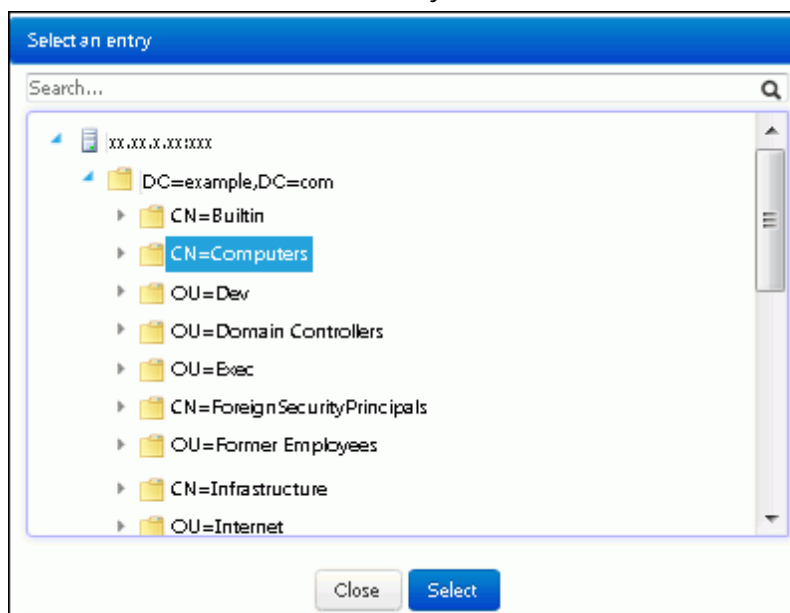 Select an entry
Search...
xx.xx.x.xx:xxx
DC=example,DC=com
CN=Builtin
CN=Computers
OU=Dev
OU=Domain Controllers
OU=Exec
CN=ForeignSecurityPrincipals
OU=Former Employees
CN=Infrastructure
OU=Internet
Close
Select